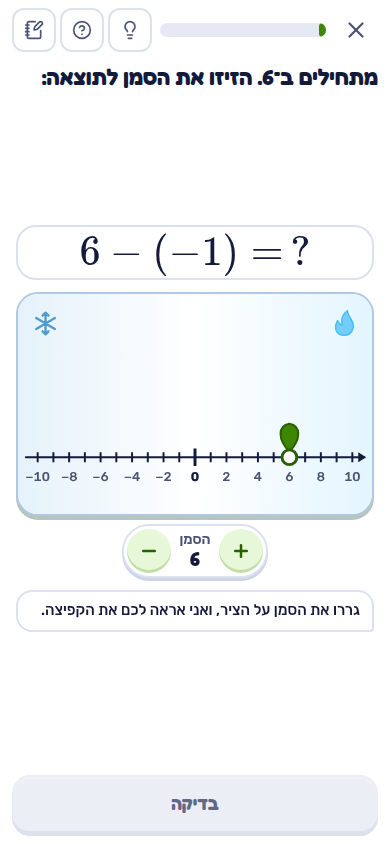 מתחילים ב־6. הזיזו את הסמן לתוצאה:
6 − (−1) = ?
−10 −8 −6 −4 −2 0 2 4 6 8 10
הסמן
− 6 +
גררו את הסמן על הציר, ואני אראה לכם את הקפיצה.
בדיקה